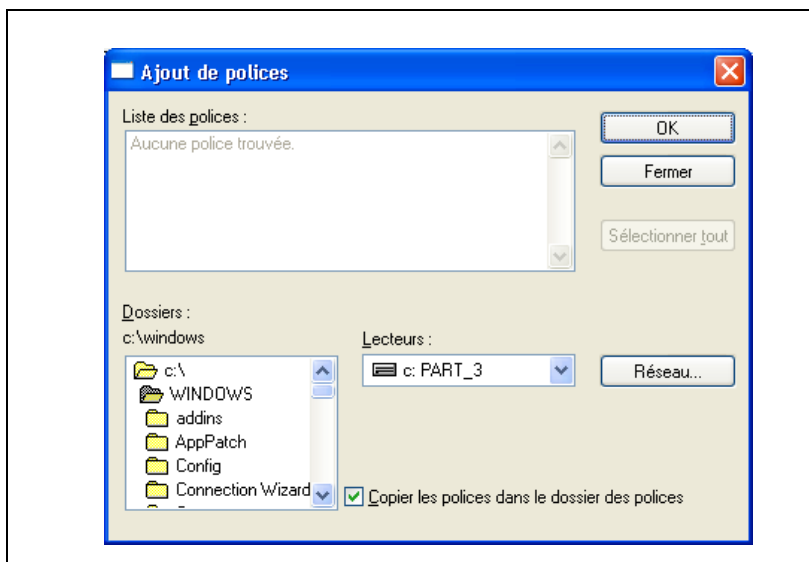 Ajout de polices
Liste des polices :
Aucune police trouvée.
OK
Fermer
Sélectionner tout
Dossiers :
c:\windows
c:\
WINDOWS
addins
AppPatch
Config
Connection Wizard
Lecteurs :
c: PART_3
Réseau...
Copier les polices dans le dossier des polices